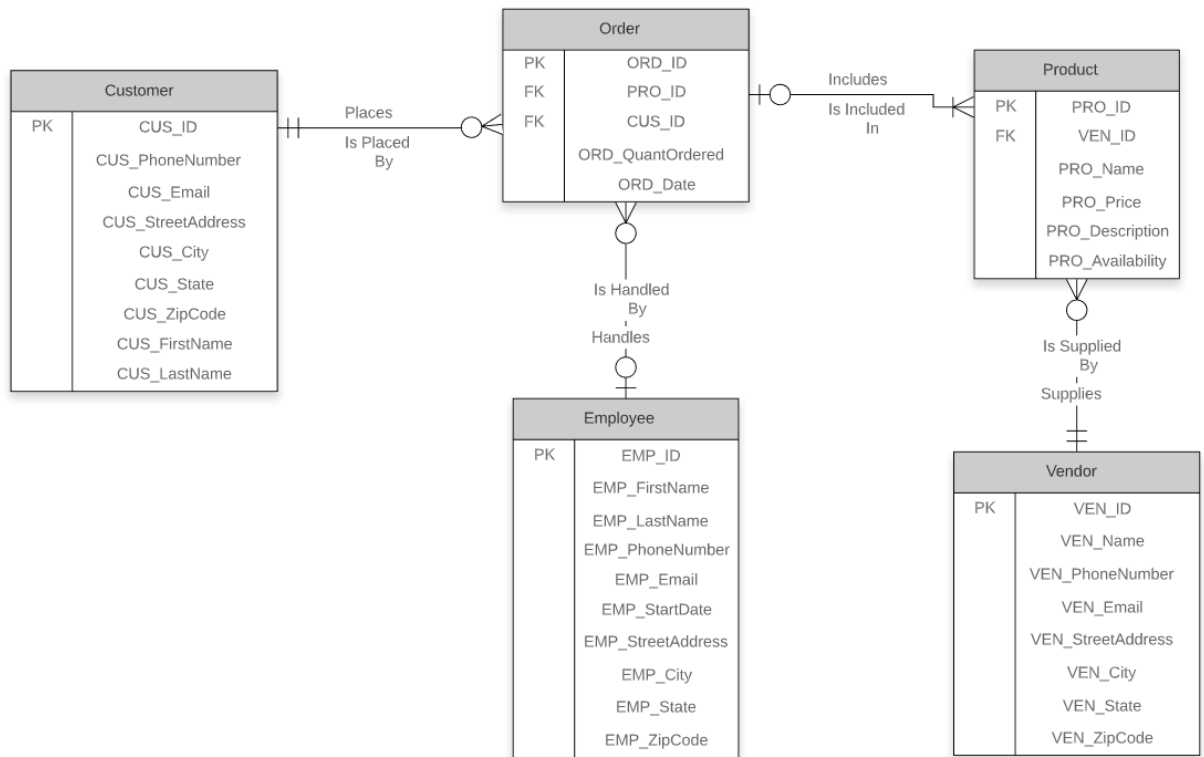 Customer
PK CUS_ID
CUS_PhoneNumber
CUS_Email
CUS_StreetAddress
CUS_City
CUS_State
CUS_ZipCode
CUS_FirstName
CUS_LastName
Places
Is Placed
By
Order
PK ORD_ID
FK PRO_ID
FK CUS_ID
ORD_QuantOrdered
ORD_Date
Includes
Is Included
In
Product
PK PRO_ID
FK VEN_ID
PRO_Name
PRO_Price
PRO_Description
PRO_Availability
Is Handled
By
Handles
Employee
PK EMP_ID
EMP_FirstName
EMP_LastName
EMP_PhoneNumber
EMP_Email
EMP_StartDate
EMP_StreetAddress
EMP_City
EMP_State
EMP_ZipCode
Is Supplied
By
Supplies
Vendor
PK VEN_ID
VEN_Name
VEN_PhoneNumber
VEN_Email
VEN_StreetAddress
VEN_City
VEN_State
VEN_ZipCode